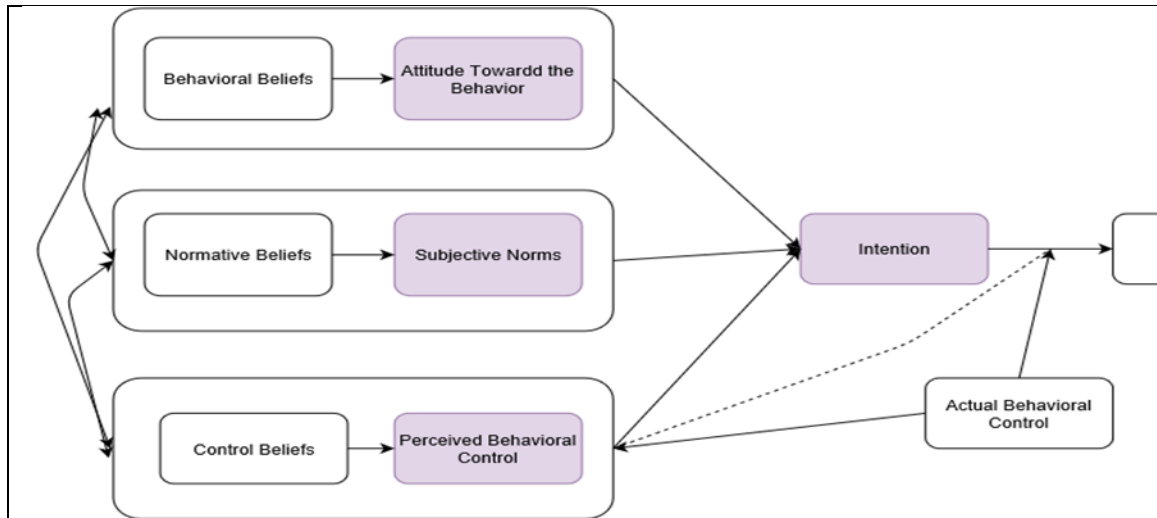 Behavioral Beliefs
Attitude Towardd the
Behavior
Normative Beliefs
Subjective Norms
Intention
Control Beliefs
Perceived Behavioral
Control
Actual Behavioral
Control